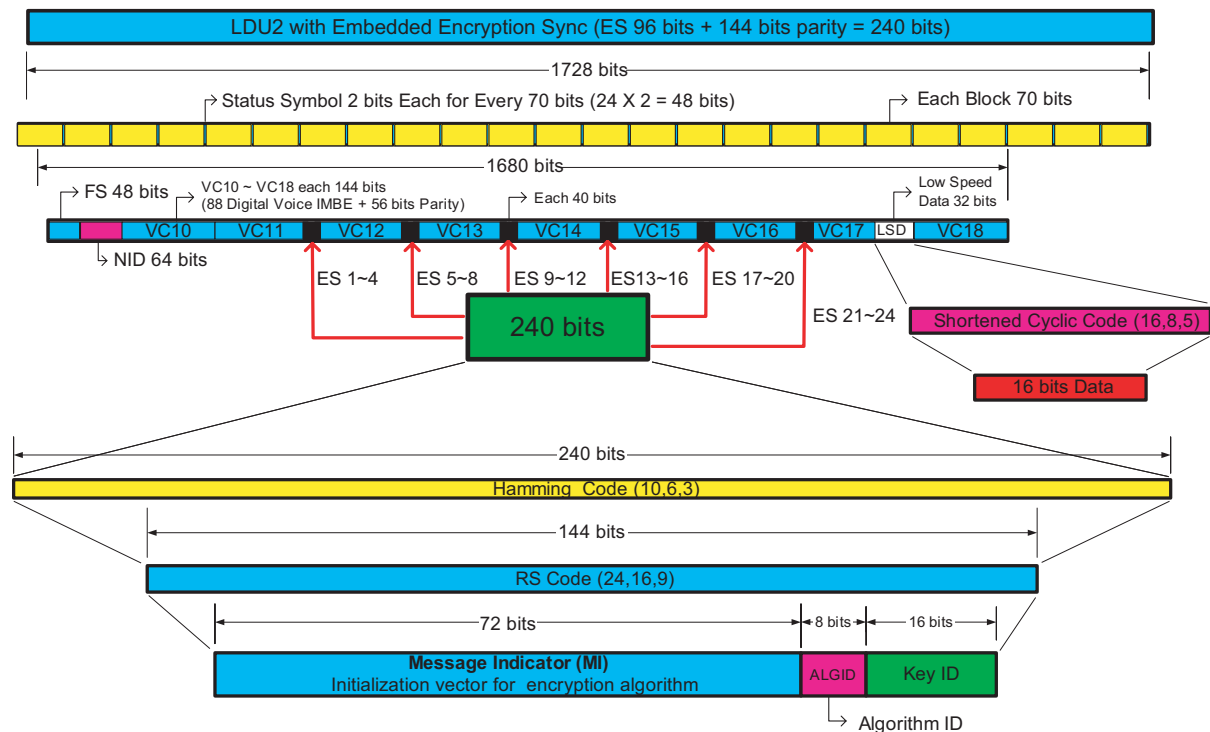 LDU2 with Embedded Encryption Sync (ES 96 bits + 144 bits parity = 240 bits)
1728 bits
Status Symbol 2 bits Each for Every 70 bits (24 X 2 = 48 bits)
Each Block 70 bits
1680 bits
FS 48 bits
VC10 ~ VC18 each 144 bits
(88 Digital Voice IMBE + 56 bits Parity)
Each 40 bits
Low Speed
Data 32 bits
VC10 VC11 VC12 VC13 VC14 VC15 VC16 VC17 LSD VC18
NID 64 bits
ES 1~4
ES 5~8
ES 9~12
ES13~16
ES 17~20
ES 21~24
240 bits
Shortened Cyclic Code (16,8,5)
16 bits Data
240 bits
Hamming Code (10,6,3)
144 bits
RS Code (24,16,9)
72 bits
8 bits
16 bits
Message Indicator (MI)
Initialization vector for encryption algorithm
ALGID
Key ID
Algorithm ID